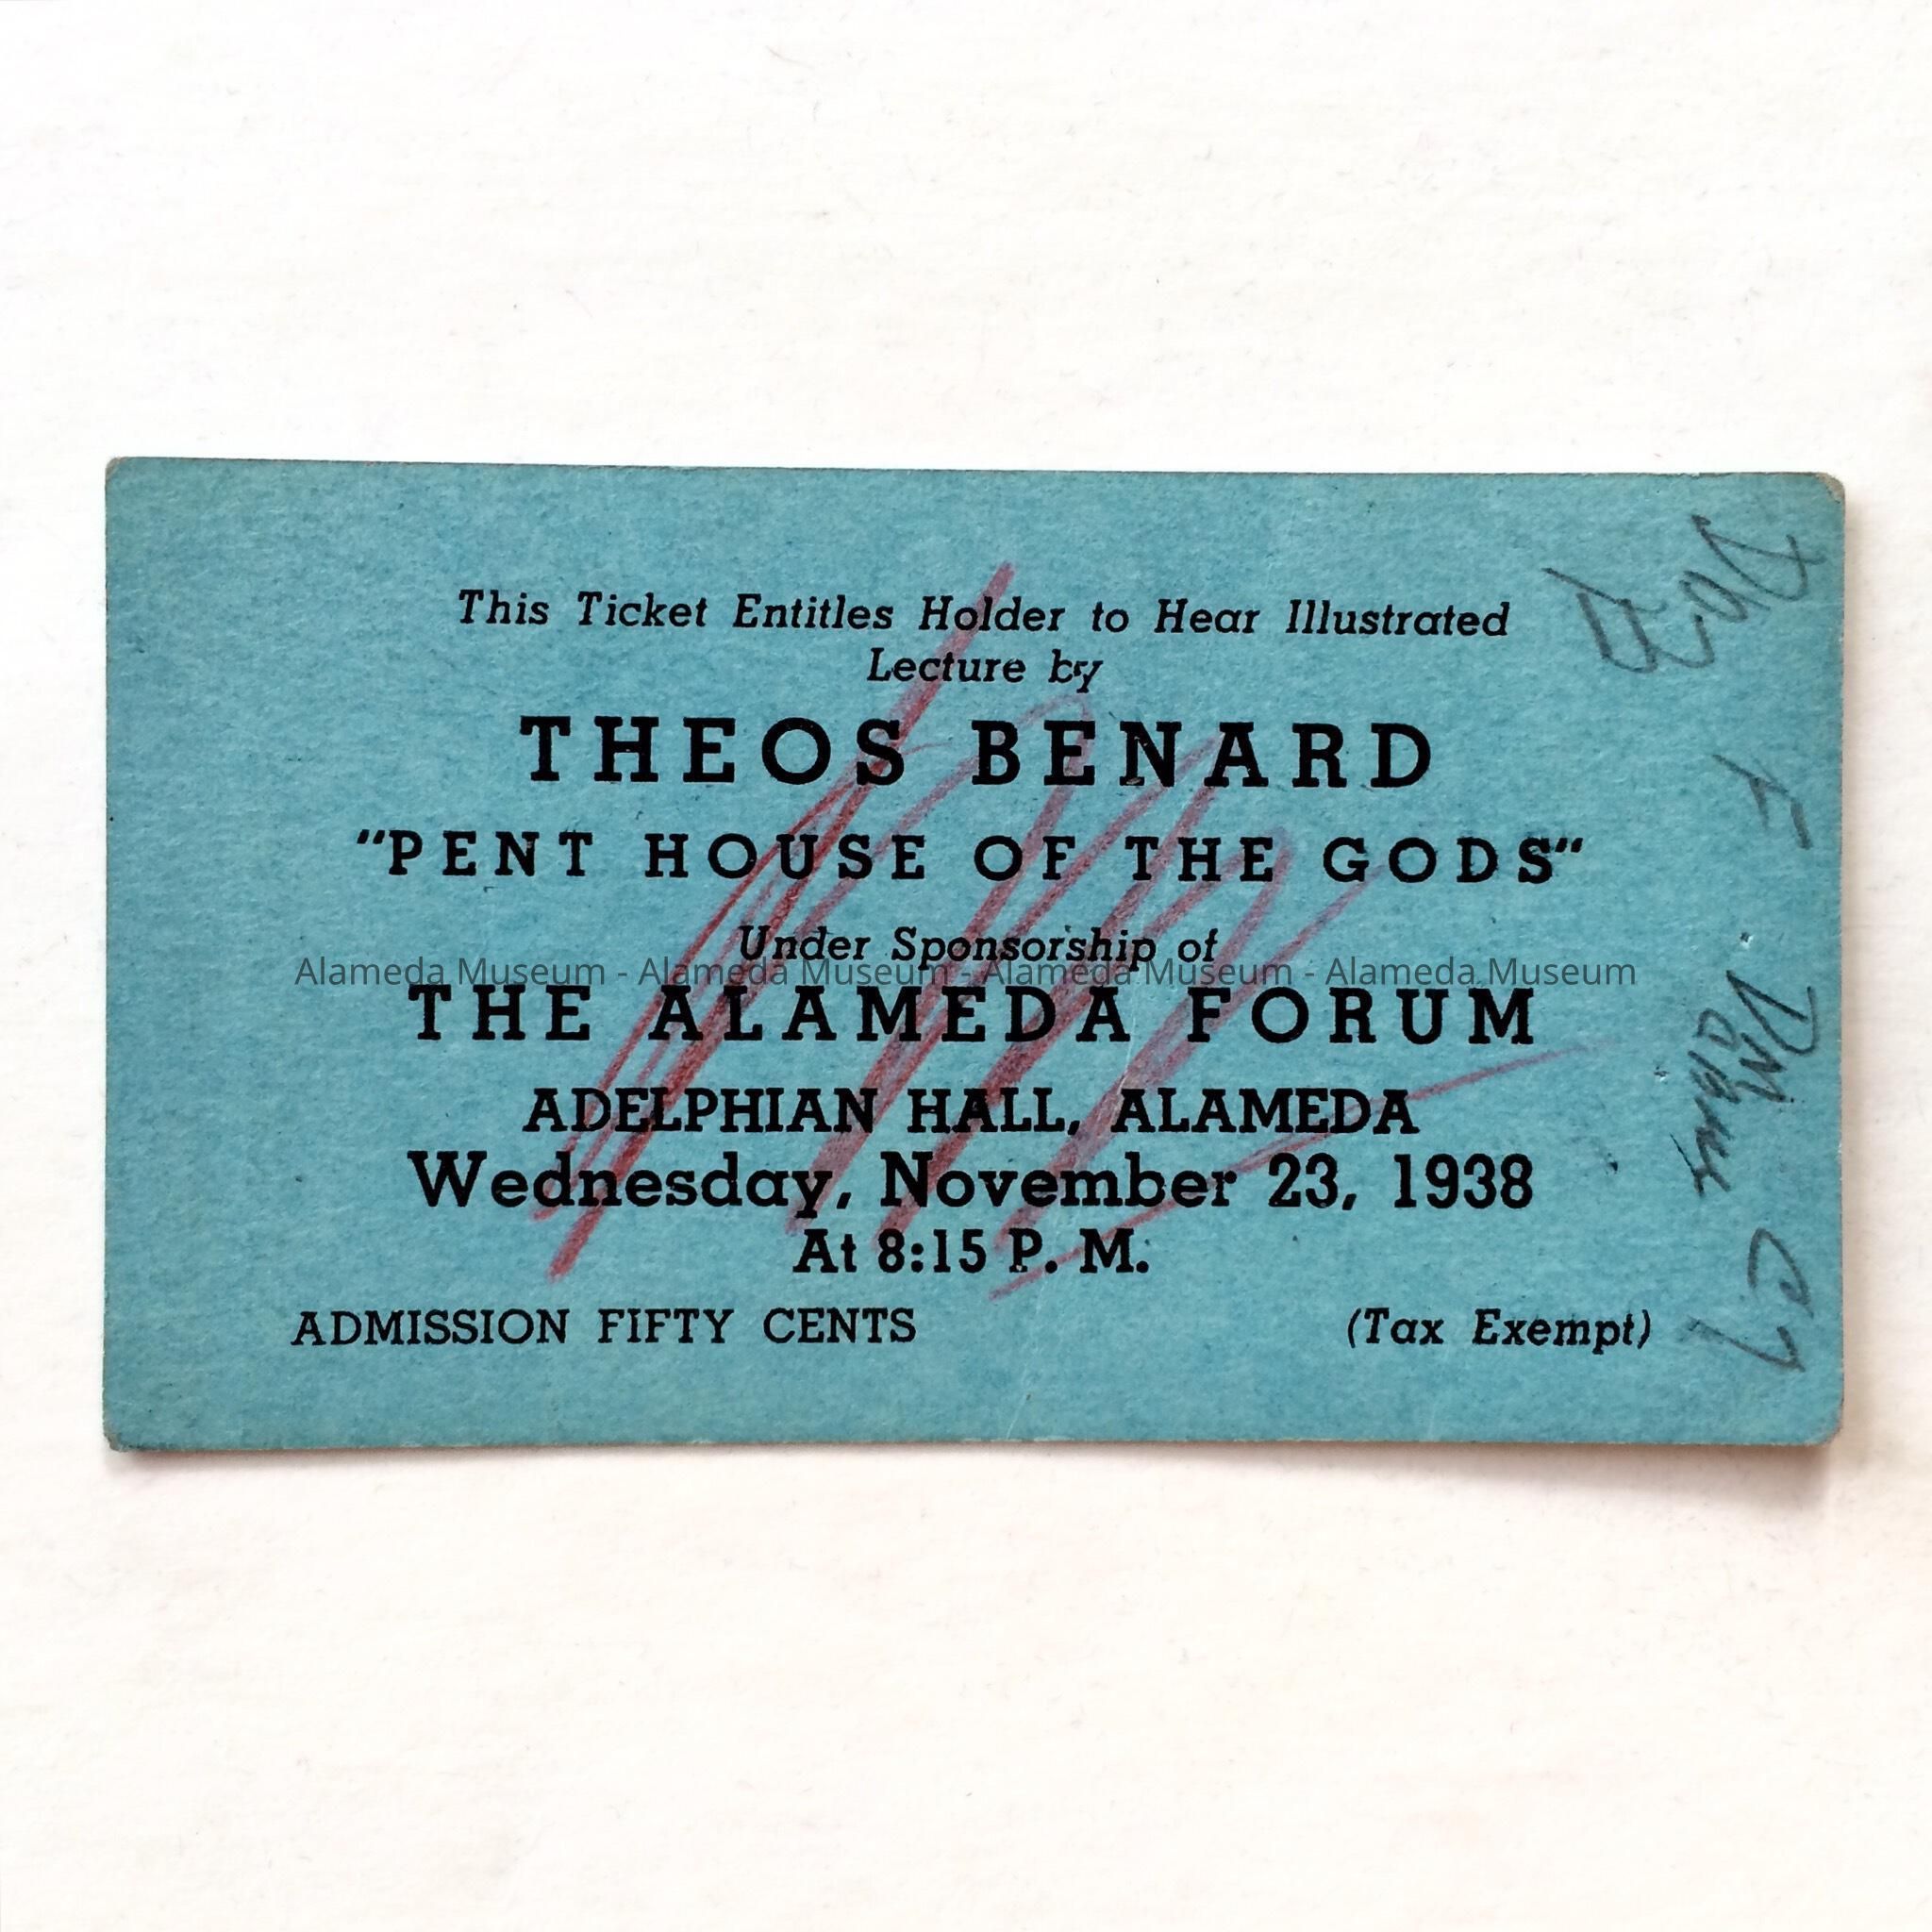 This Ticket Entitles Holder to Hear Illustrated
Lecture by
THEOS BENARD
"PENT HOUSE OF THE GODS"
Under Sponsorship of
Alameda Museum - Alameda Museum - Alameda Museum - Alameda Museum
THE ALAMEDA FORUM
ADELPHIAN HALL, ALAMEDA
Wednesday, November 23, 1938
At 8:15 P. M.
ADMISSION FIFTY CENTS (Tax Exempt)